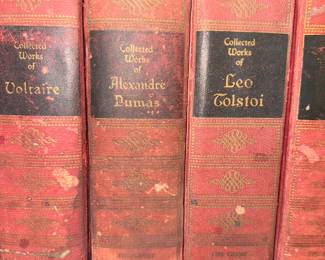 Collected
Works
of
Voltaire
Collected
Works
of
Alexandre
Dumas
Collected
Works
of
Leo
Tolstoi